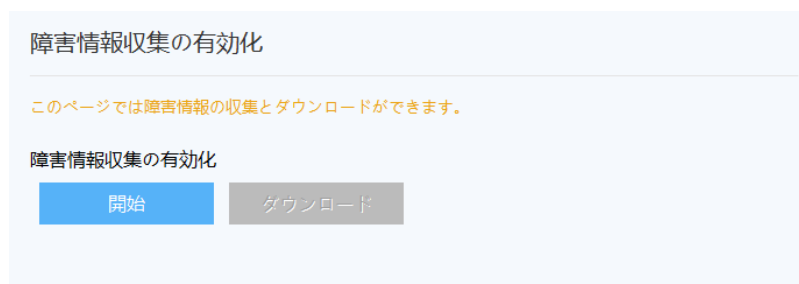 障害情報収集の有効化
このページでは障害情報の収集とダウンロードができます。
障害情報収集の有効化
開始 ダウンロード